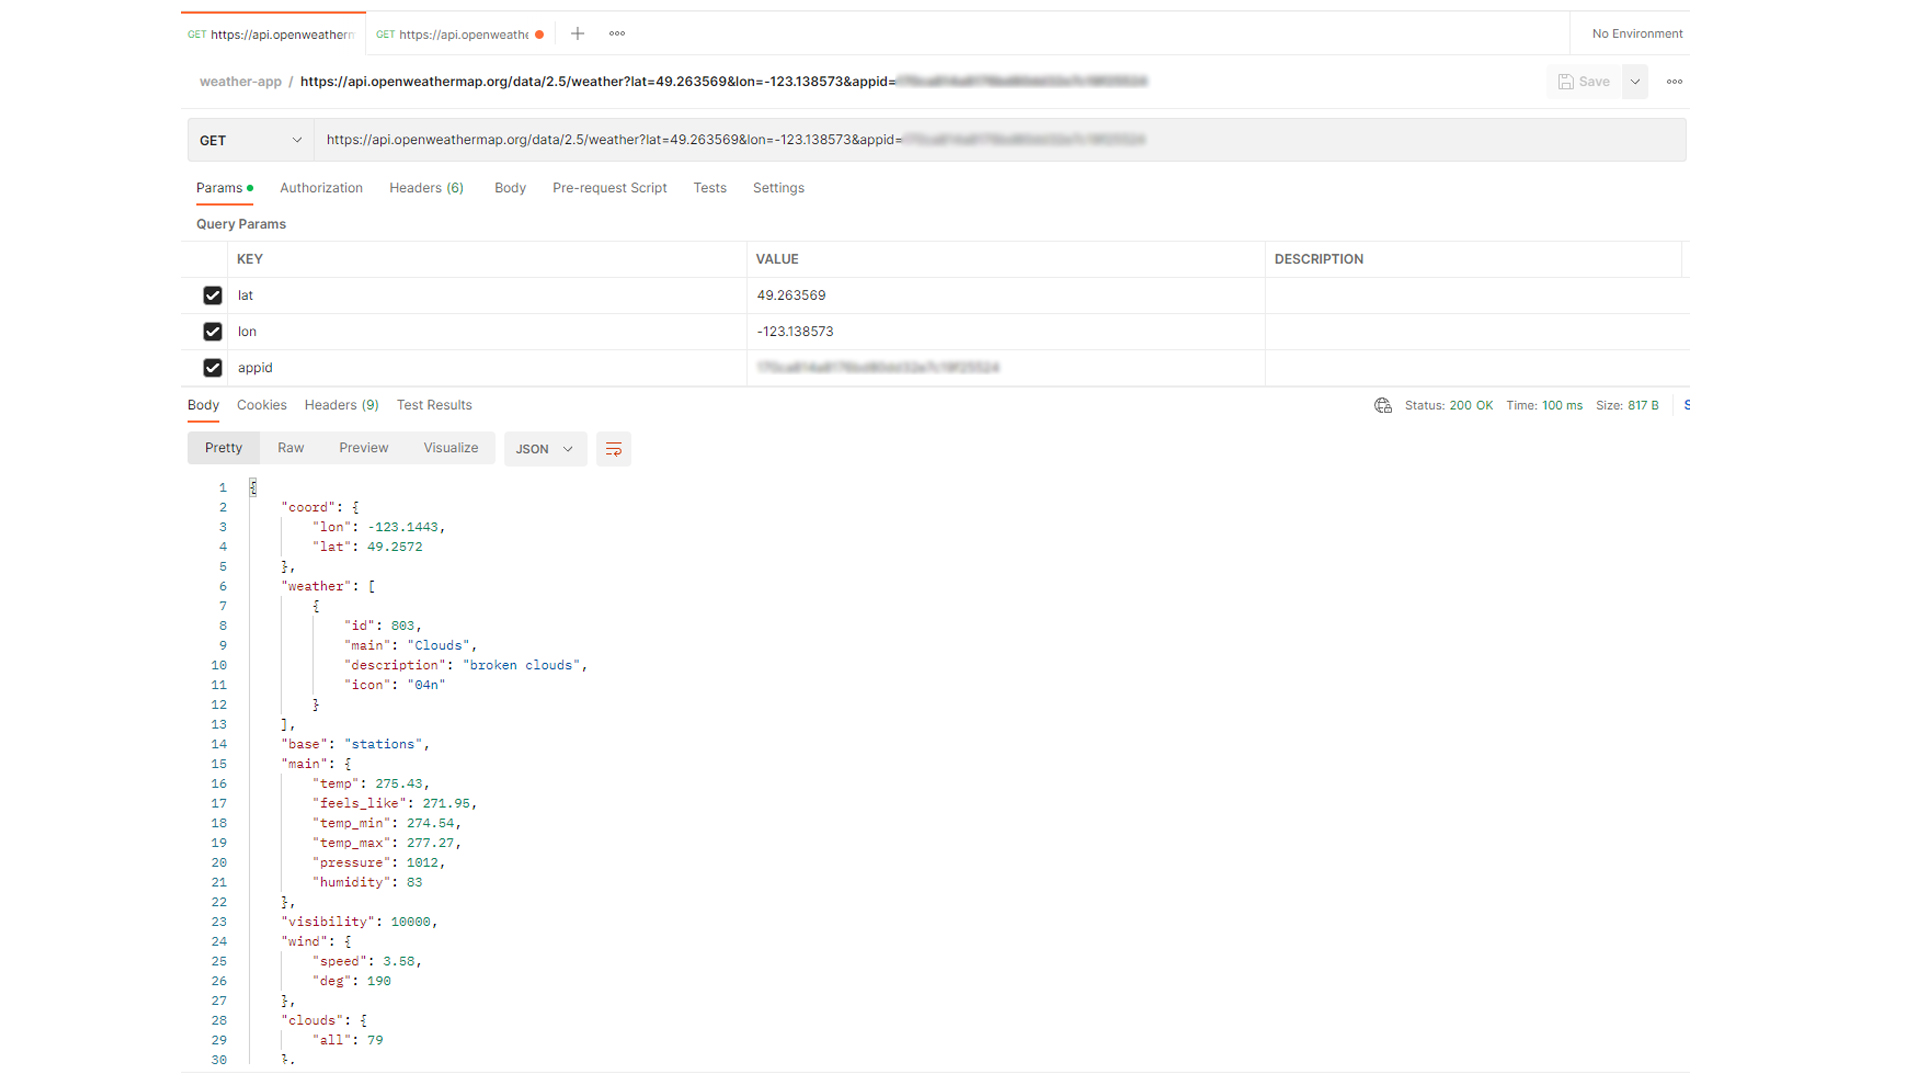 GET https://api.openweatherm GET https://api.openweathe No Environment
weather-app / https://api.openweathermap.org/data/2.5/weather?lat=49.263569&lon=-123.138573&appid= Save
GET https://api.openweathermap.org/data/2.5/weather?lat=49.263569&lon=-123.138573&appid=
Params Authorization Headers (6) Body Pre-request Script Tests Settings
Query Params
KEY VALUE DESCRIPTION
lat 49.263569
lon -123.138573
appid
Body Cookies Headers (9) Test Results Status: 200 OK Time: 100 ms Size: 817 B S
Pretty Raw Preview Visualize JSON
1 {
2 "coord": {
3 "lon": -123.1443,
4 "lat": 49.2572
5 },
6 "weather": [
7 {
8 "id": 803,
9 "main": "Clouds",
10 "description": "broken clouds",
11 "icon": "04n"
12 }
13 ],
14 "base": "stations",
15 "main": {
16 "temp": 275.43,
17 "feels_like": 271.95,
18 "temp_min": 274.54,
19 "temp_max": 277.27,
20 "pressure": 1012,
21 "humidity": 83
22 },
23 "visibility": 10000,
24 "wind": {
25 "speed": 3.58,
26 "deg": 190
27 },
28 "clouds": {
29 "all": 79
30 },